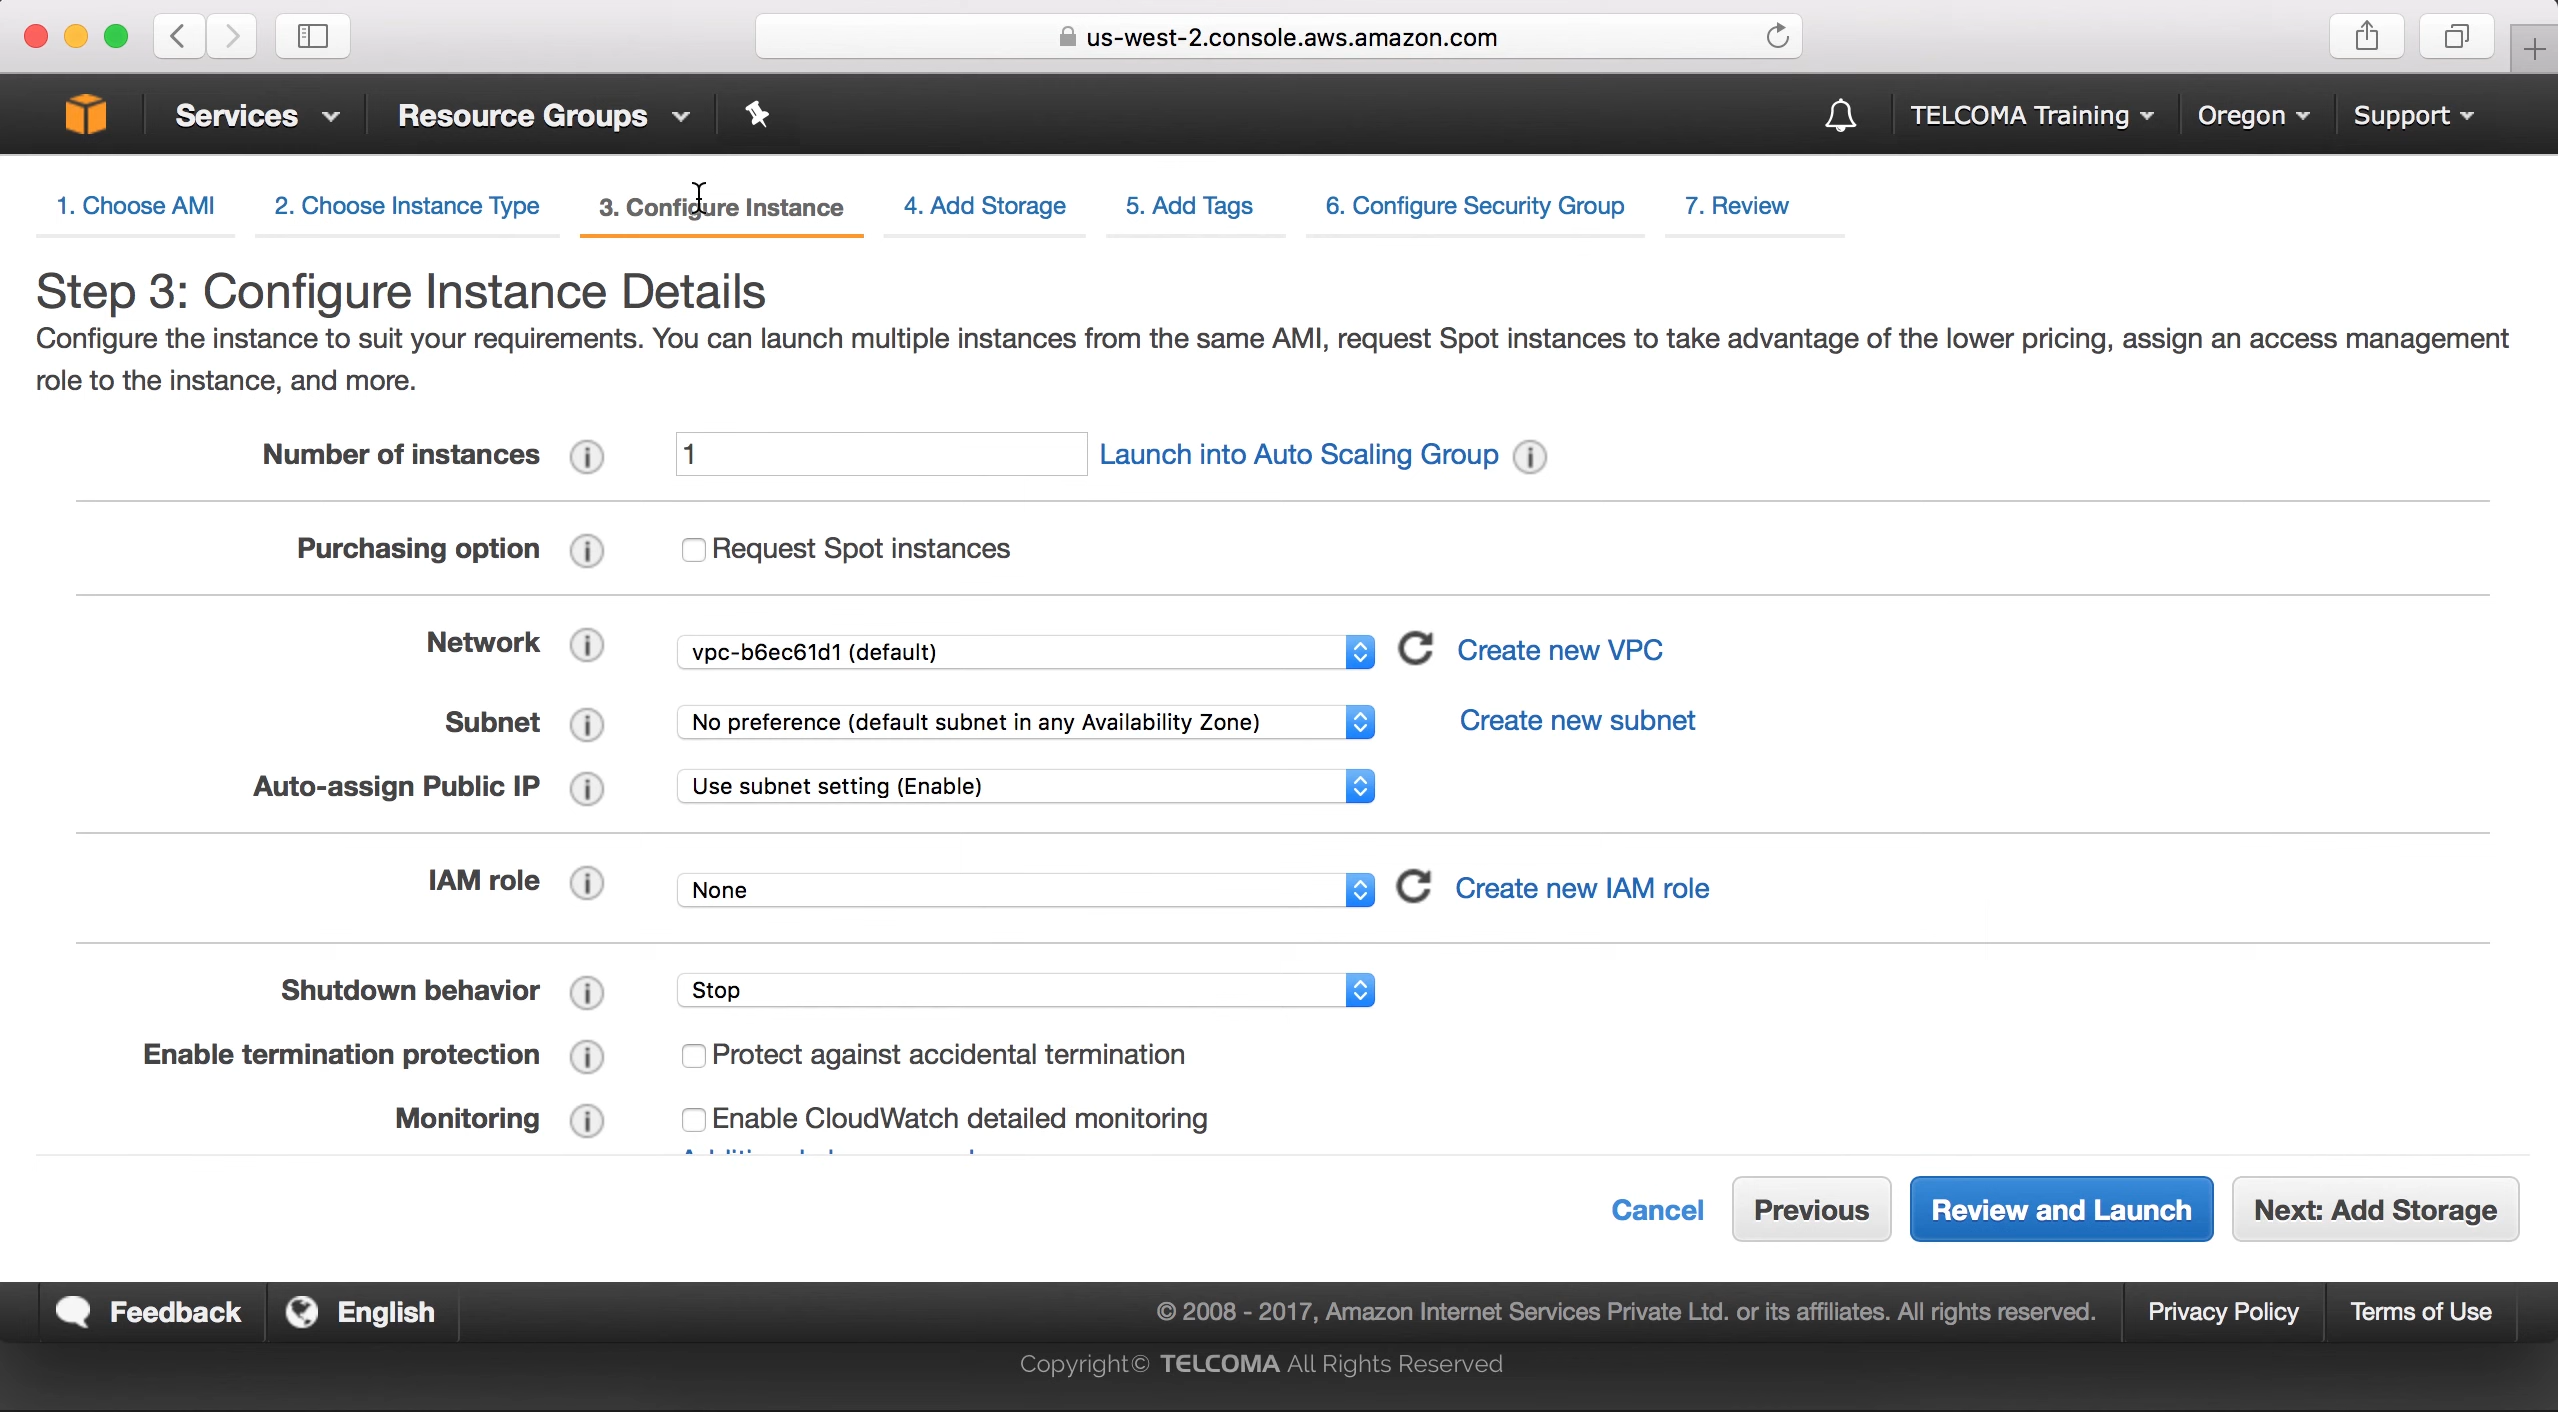 us-west-2.console.aws.amazon.com
Services Resource Groups TELCOMA Training Oregon Support
1. Choose AMI 2. Choose Instance Type 3. Configure Instance 4. Add Storage 5. Add Tags 6. Configure Security Group 7. Review
Step 3: Configure Instance Details
Configure the instance to suit your requirements. You can launch multiple instances from the same AMI, request Spot instances to take advantage of the lower pricing, assign an access management
role to the instance, and more.
Number of instances 1 Launch into Auto Scaling Group
Purchasing option Request Spot instances
Network vpc-b6ec61d1 (default) Create new VPC
Subnet No preference (default subnet in any Availability Zone) Create new subnet
Auto-assign Public IP Use subnet setting (Enable)
IAM role None Create new IAM role
Shutdown behavior Stop
Enable termination protection Protect against accidental termination
Monitoring Enable CloudWatch detailed monitoring
Cancel Previous Review and Launch Next: Add Storage
Feedback English © 2008 - 2017, Amazon Internet Services Private Ltd. or its affiliates. All rights reserved. Privacy Policy Terms of Use
Copyright© TELCOMA All Rights Reserved